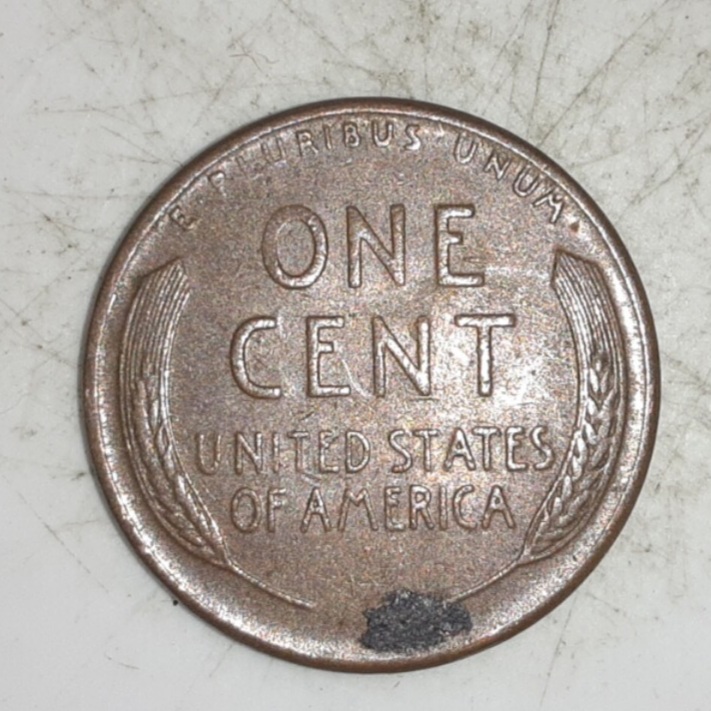 E PLURIBUS UNUM
ONE
CENT
UNITED STATES
OF AMERICA